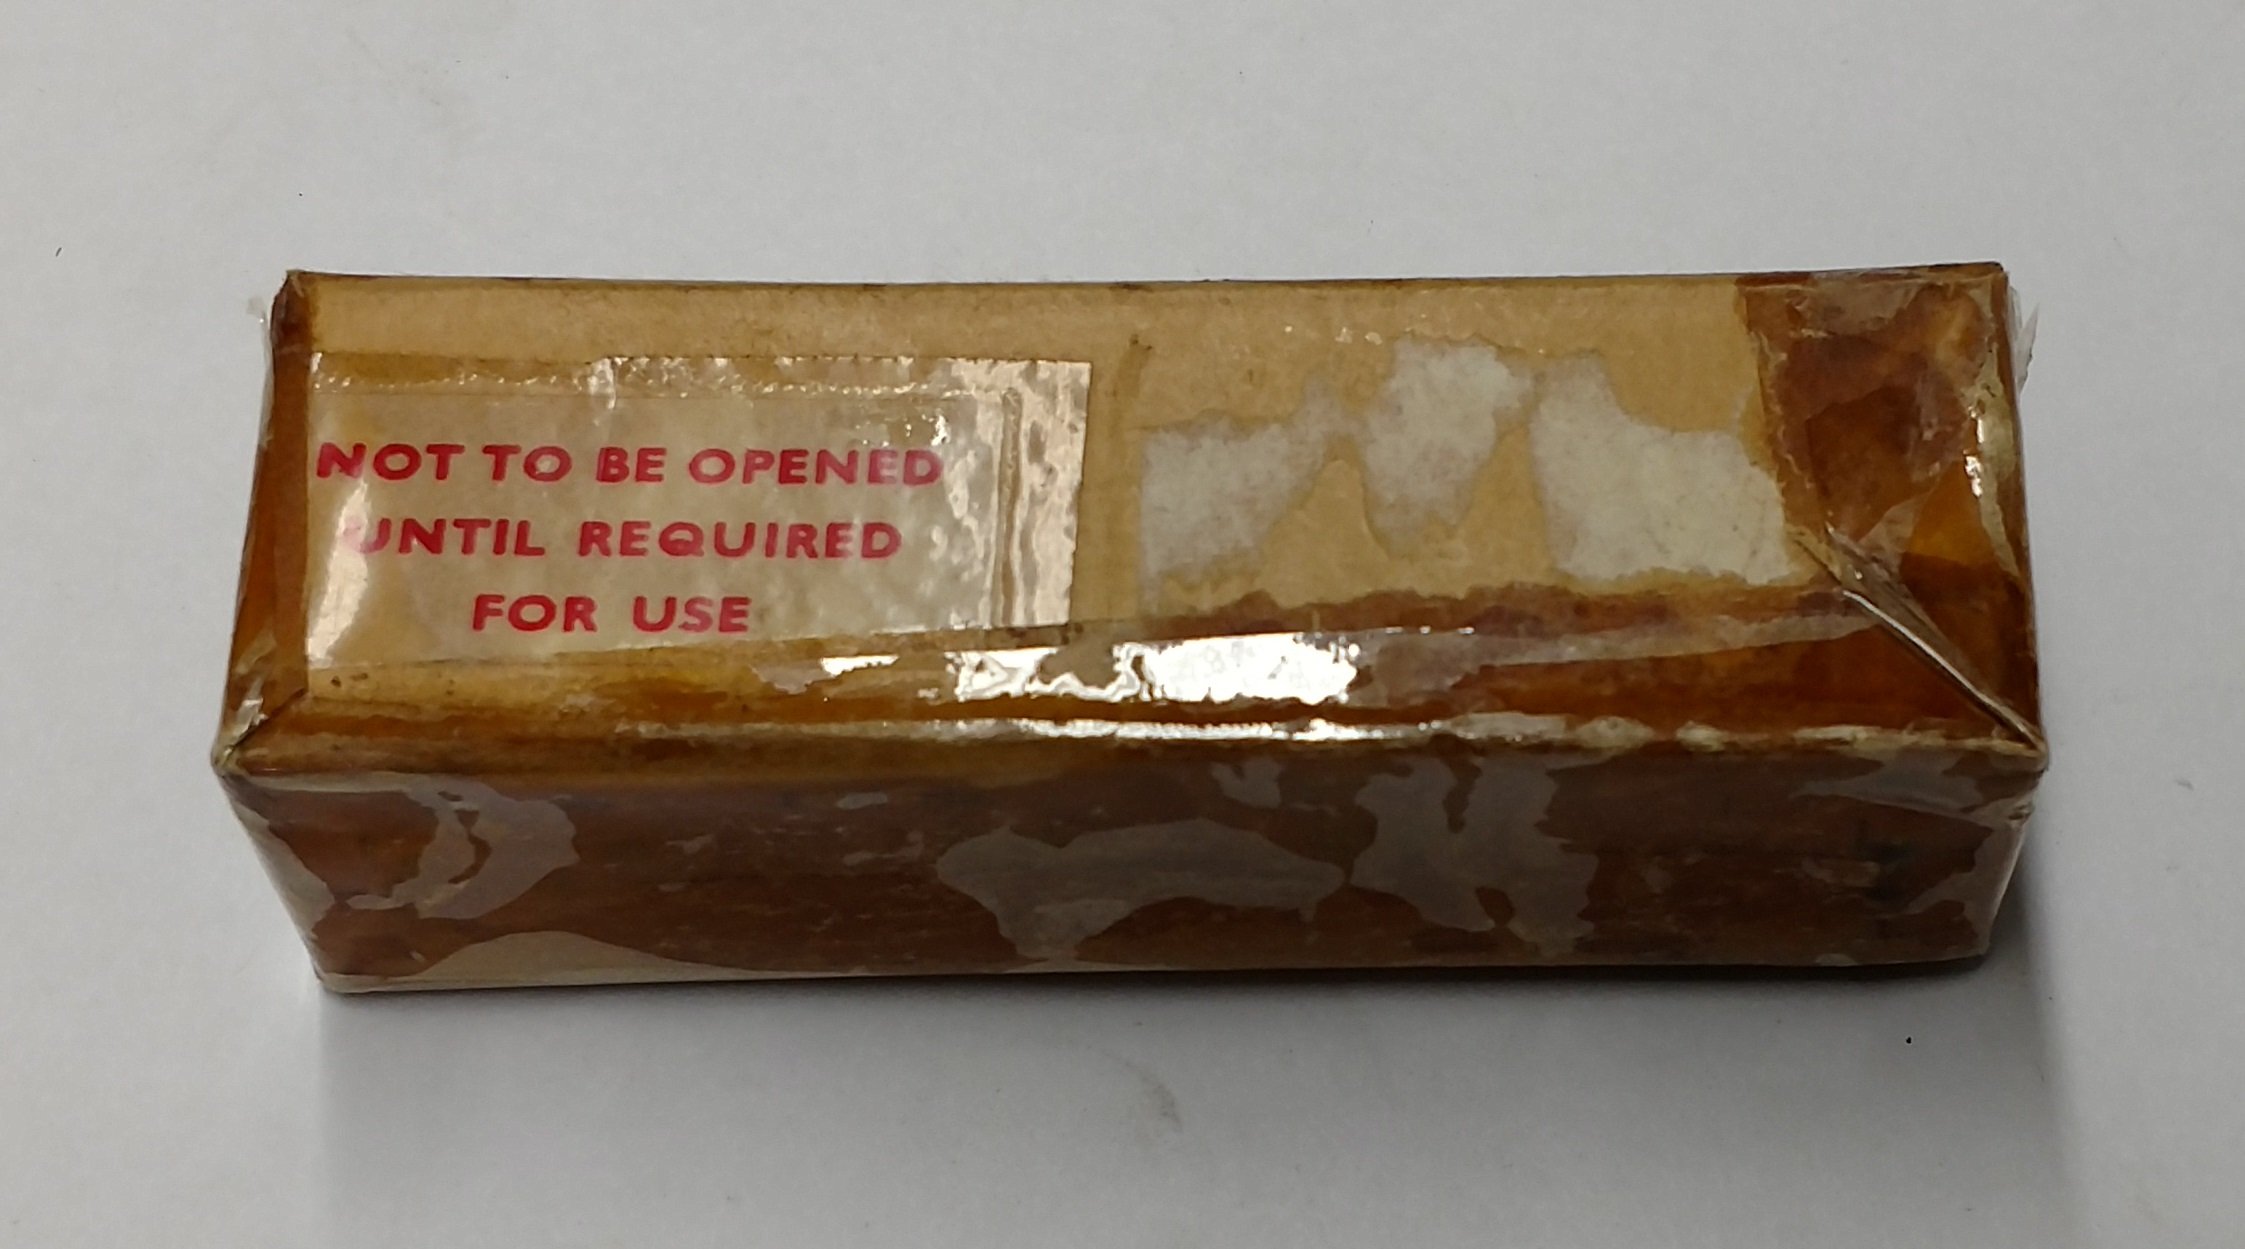 NOT TO BE OPENED
UNTIL REQUIRED
FOR USE